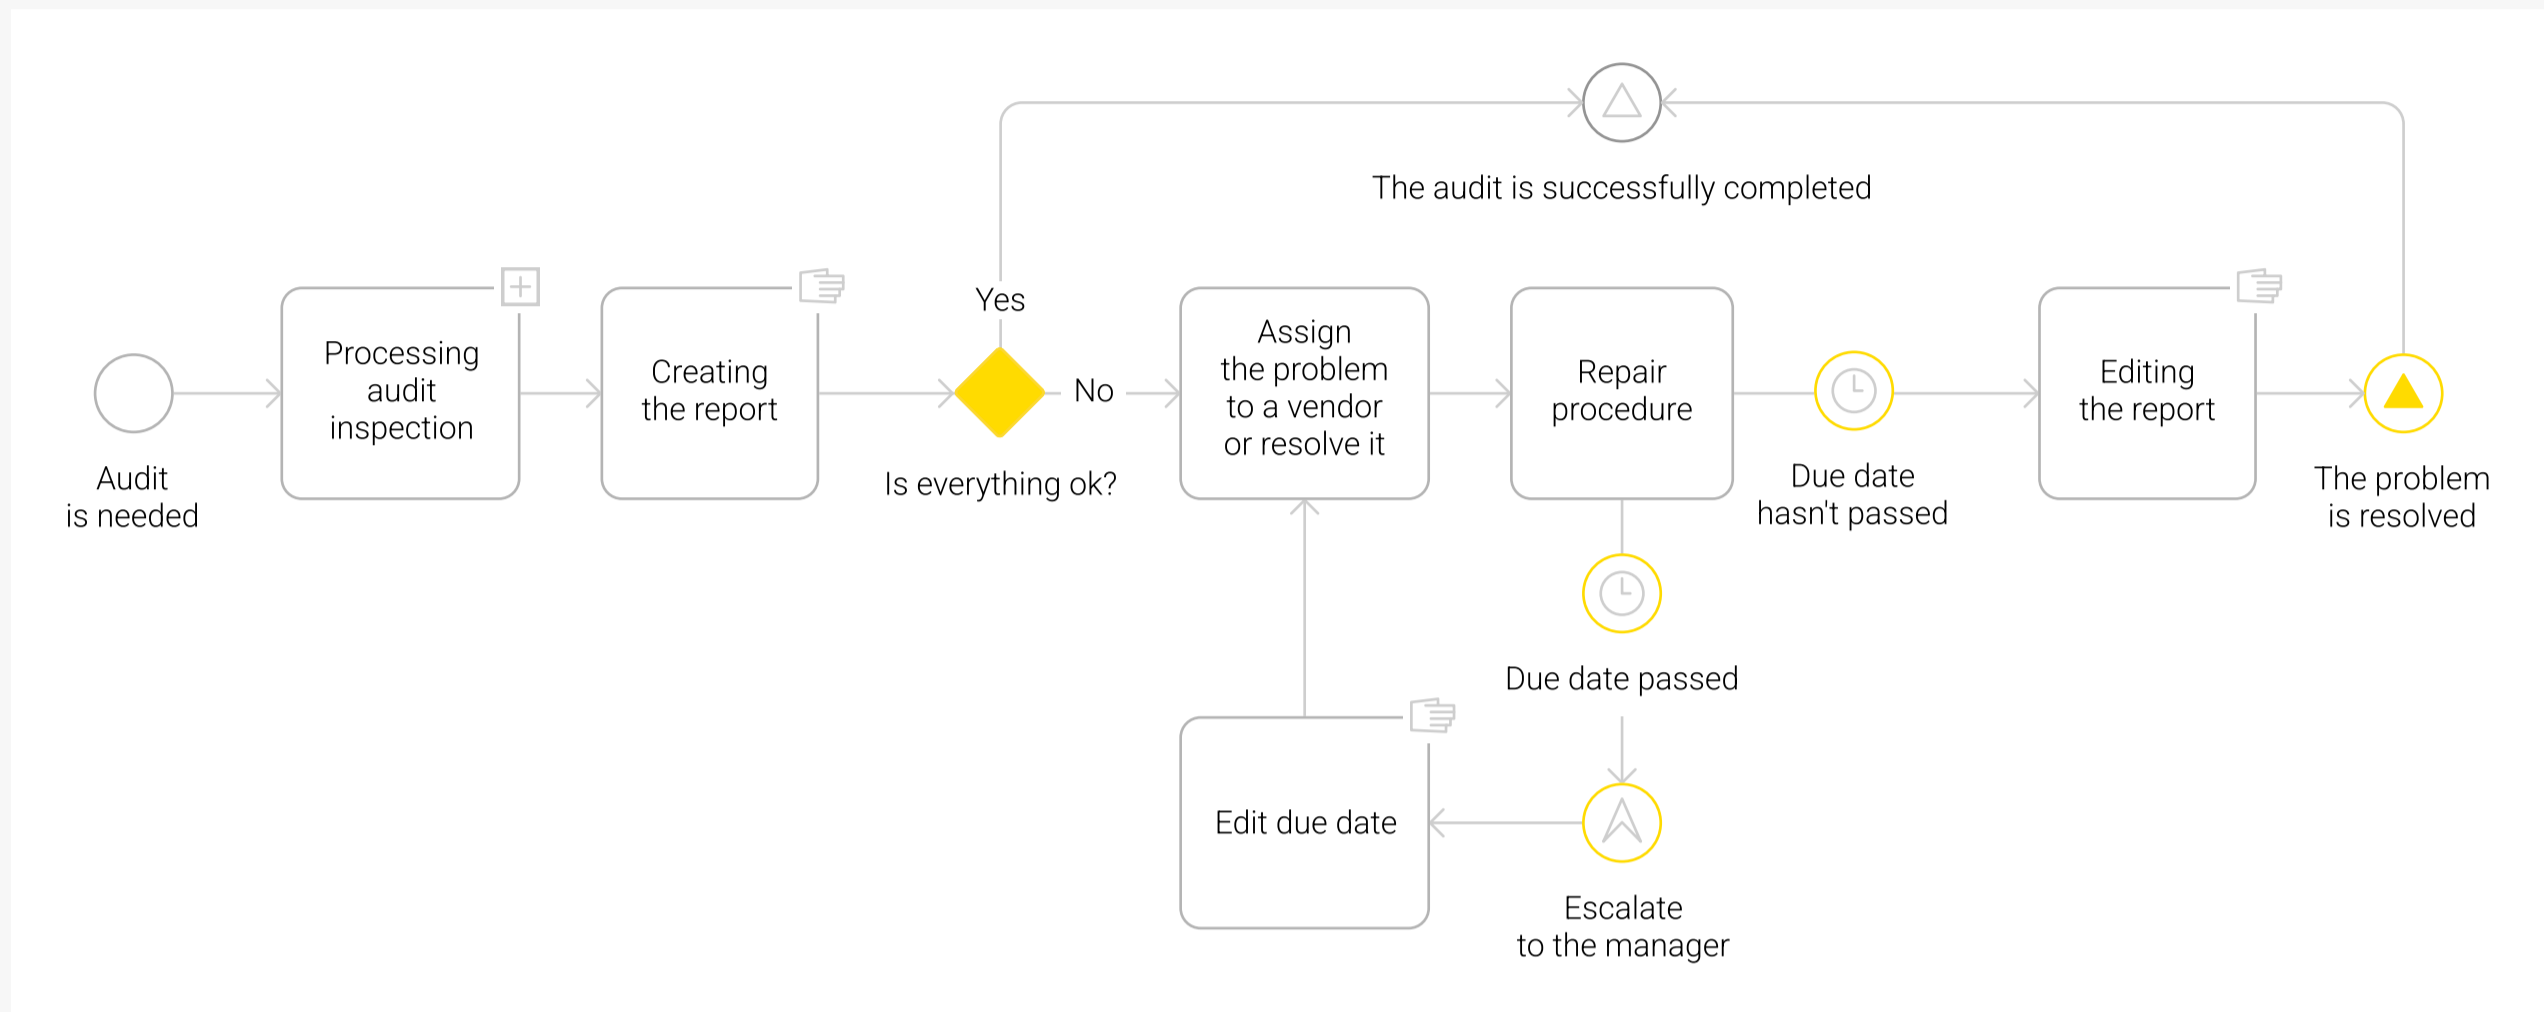 The audit is successfully completed
Yes
Processing
audit
inspection
Creating
the report
No
Assign
the problem
to a vendor
or resolve it
Repair
procedure
Editing
the report
Audit
is needed
Is everything ok?
Due date
hasn't passed
The problem
is resolved
Due date passed
Edit due date
Escalate
to the manager